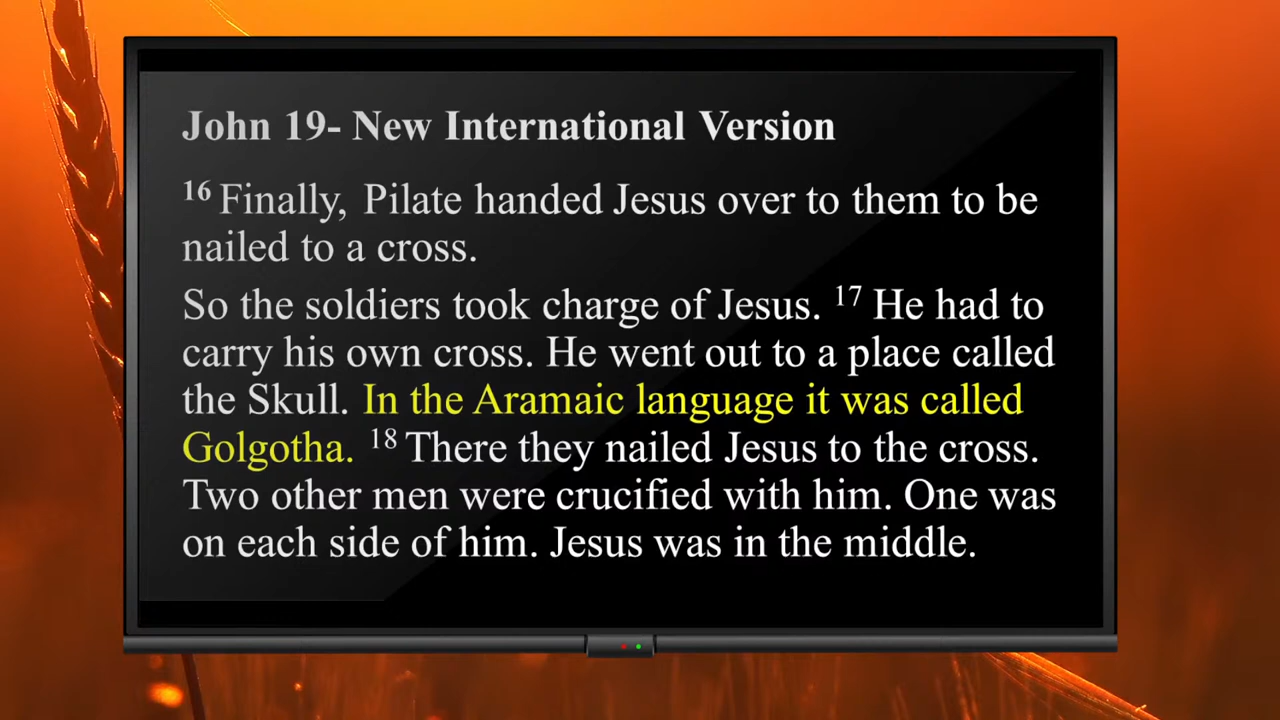 John 19- New International Version
16 Finally, Pilate handed Jesus over to them to be
nailed to a cross.
So the soldiers took charge of Jesus. 17 He had to
carry his own cross. He went out to a place called
the Skull. In the Aramaic language it was called
Golgotha. 18 There they nailed Jesus to the cross.
Two other men were crucified with him. One was
on each side of him. Jesus was in the middle.